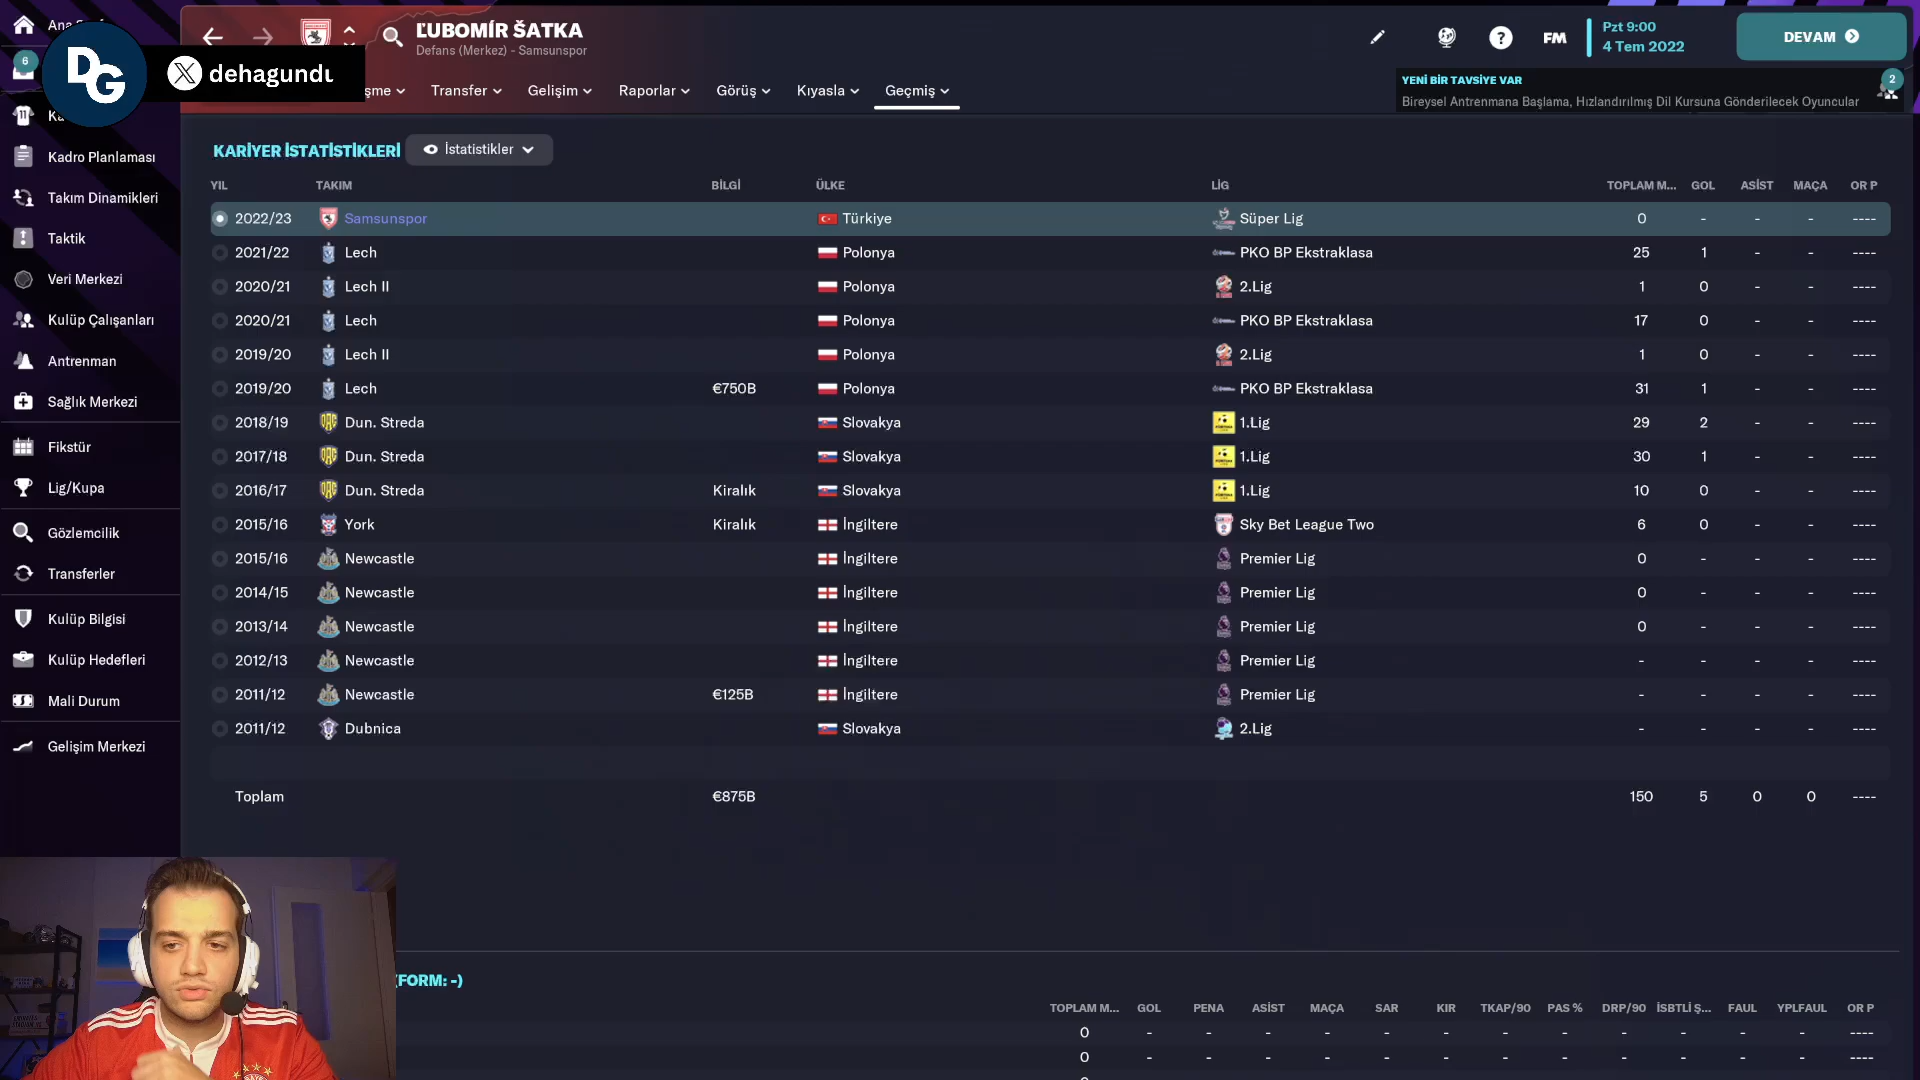 ĽUBOMÍR ŠATKA
Defans (Merkez) - Samsunspor
Pzt 9:00
4 Tem 2022
DEVAM
FM
6
DG
dehagundu
Transfer
Gelişim
Raporlar
Görüş
Kıyasla
Geçmiş
YENİ BİR TAVSİYE VAR
2
Bireysel Antrenmana Başlama, Hızlandırılmış Dil Kursuna Gönderilecek Oyuncular
Kadro Planlaması
Takım Dinamikleri
Taktik
Veri Merkezi
Kulüp Çalışanları
Antrenman
Sağlık Merkezi
Fikstür
Lig/Kupa
Gözlemcilik
Transferler
Kulüp Bilgisi
Kulüp Hedefleri
Mali Durum
Gelişim Merkezi
KARİYER İSTATİSTİKLERİ
İstatistikler
YIL TAKIM BİLGİ ÜLKE LİG TOPLAM M... GOL ASİST MAÇA OR P
2022/23 Samsunspor Türkiye Süper Lig 0 - - - ----
2021/22 Lech Polonya PKO BP Ekstraklasa 25 1 - - ----
2020/21 Lech II Polonya 2.Lig 1 0 - - ----
2020/21 Lech Polonya PKO BP Ekstraklasa 17 0 - - ----
2019/20 Lech II Polonya 2.Lig 1 0 - - ----
2019/20 Lech €750B Polonya PKO BP Ekstraklasa 31 1 - - ----
2018/19 Dun. Streda Slovakya 1.Lig 29 2 - - ----
2017/18 Dun. Streda Slovakya 1.Lig 30 1 - - ----
2016/17 Dun. Streda Kiralık Slovakya 1.Lig 10 0 - - ----
2015/16 York Kiralık İngiltere Sky Bet League Two 6 0 - - ----
2015/16 Newcastle İngiltere Premier Lig 0 - - - ----
2014/15 Newcastle İngiltere Premier Lig 0 - - - ----
2013/14 Newcastle İngiltere Premier Lig 0 - - - ----
2012/13 Newcastle İngiltere Premier Lig - - - - ----
2011/12 Newcastle €125B İngiltere Premier Lig - - - - ----
2011/12 Dubnica Slovakya 2.Lig - - - - ----
Toplam €875B 150 5 0 0 ----
(FORM: -)
TOPLAM M... GOL PENA ASİST MAÇA SAR KIR TKAP/90 PAS % DRP/90 İSBTLİ Ş... FAUL YPLFAUL OR P
0 - - - - - - - - - - - - ----
0 - - - - - - - - - - - - ----